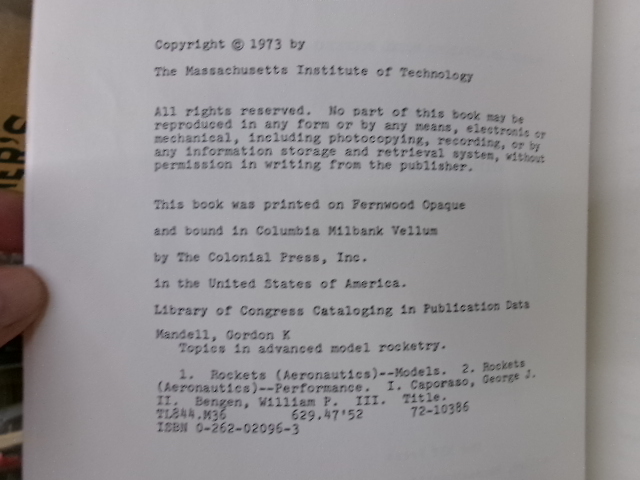 Copyright © 1973 by
The Massachusetts Institute of Technology
All rights reserved. No part of this book may be
reproduced in any form or by any means, electronic or
mechanical, including photocopying, recording, or by
any information storage and retrieval system, without
permission in writing from the publisher.
This book was printed on Fernwood Opaque
and bound in Columbia Milbank Vellum
by The Colonial Press, Inc.
in the United States of America.
Library of Congress Cataloging in Publication Data
Mandell, Gordon K
Topics in advanced model rocketry.
1. Rockets (Aeronautics)--Models. 2. Rockets
(Aeronautics)--Performance. I. Caporaso, George J.
II. Bengen, William P. III. Title.
TL844.M36 629.47'52 72-10386
ISBN 0-262-02096-3